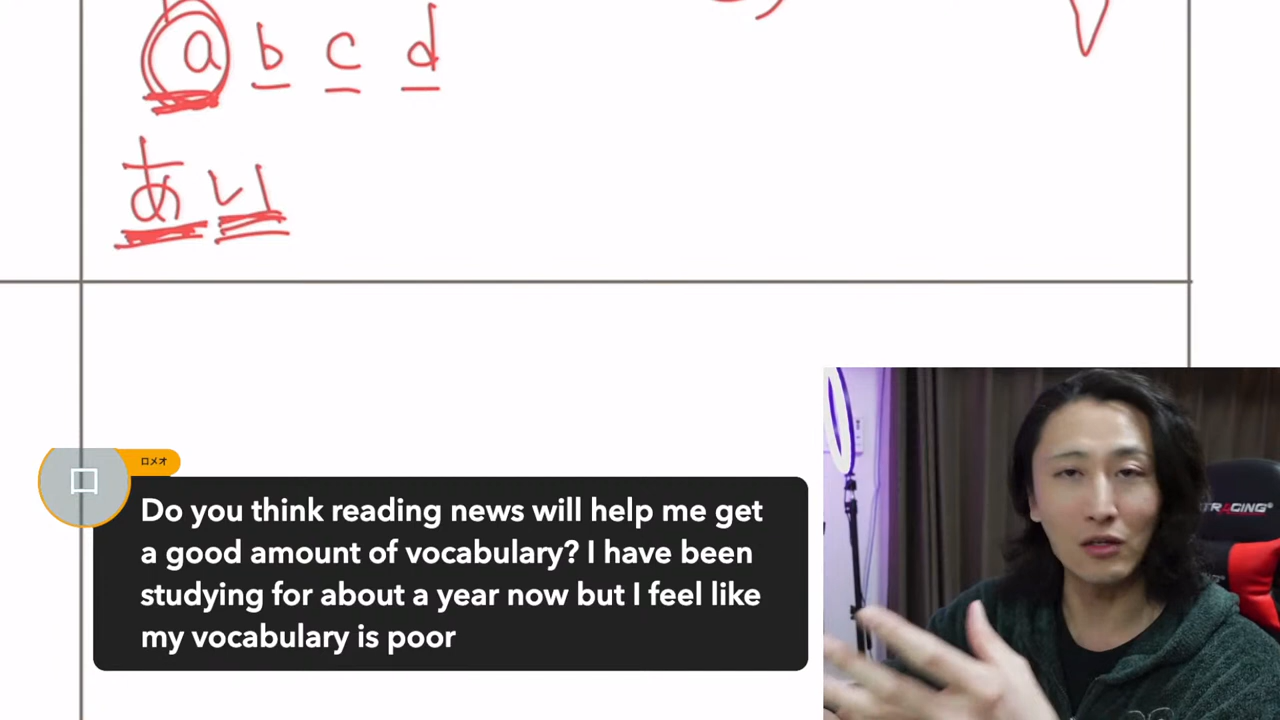 a b c d
あい
ロメオ
ロ
Do you think reading news will help me get
a good amount of vocabulary? I have been
studying for about a year now but I feel like
my vocabulary is poor